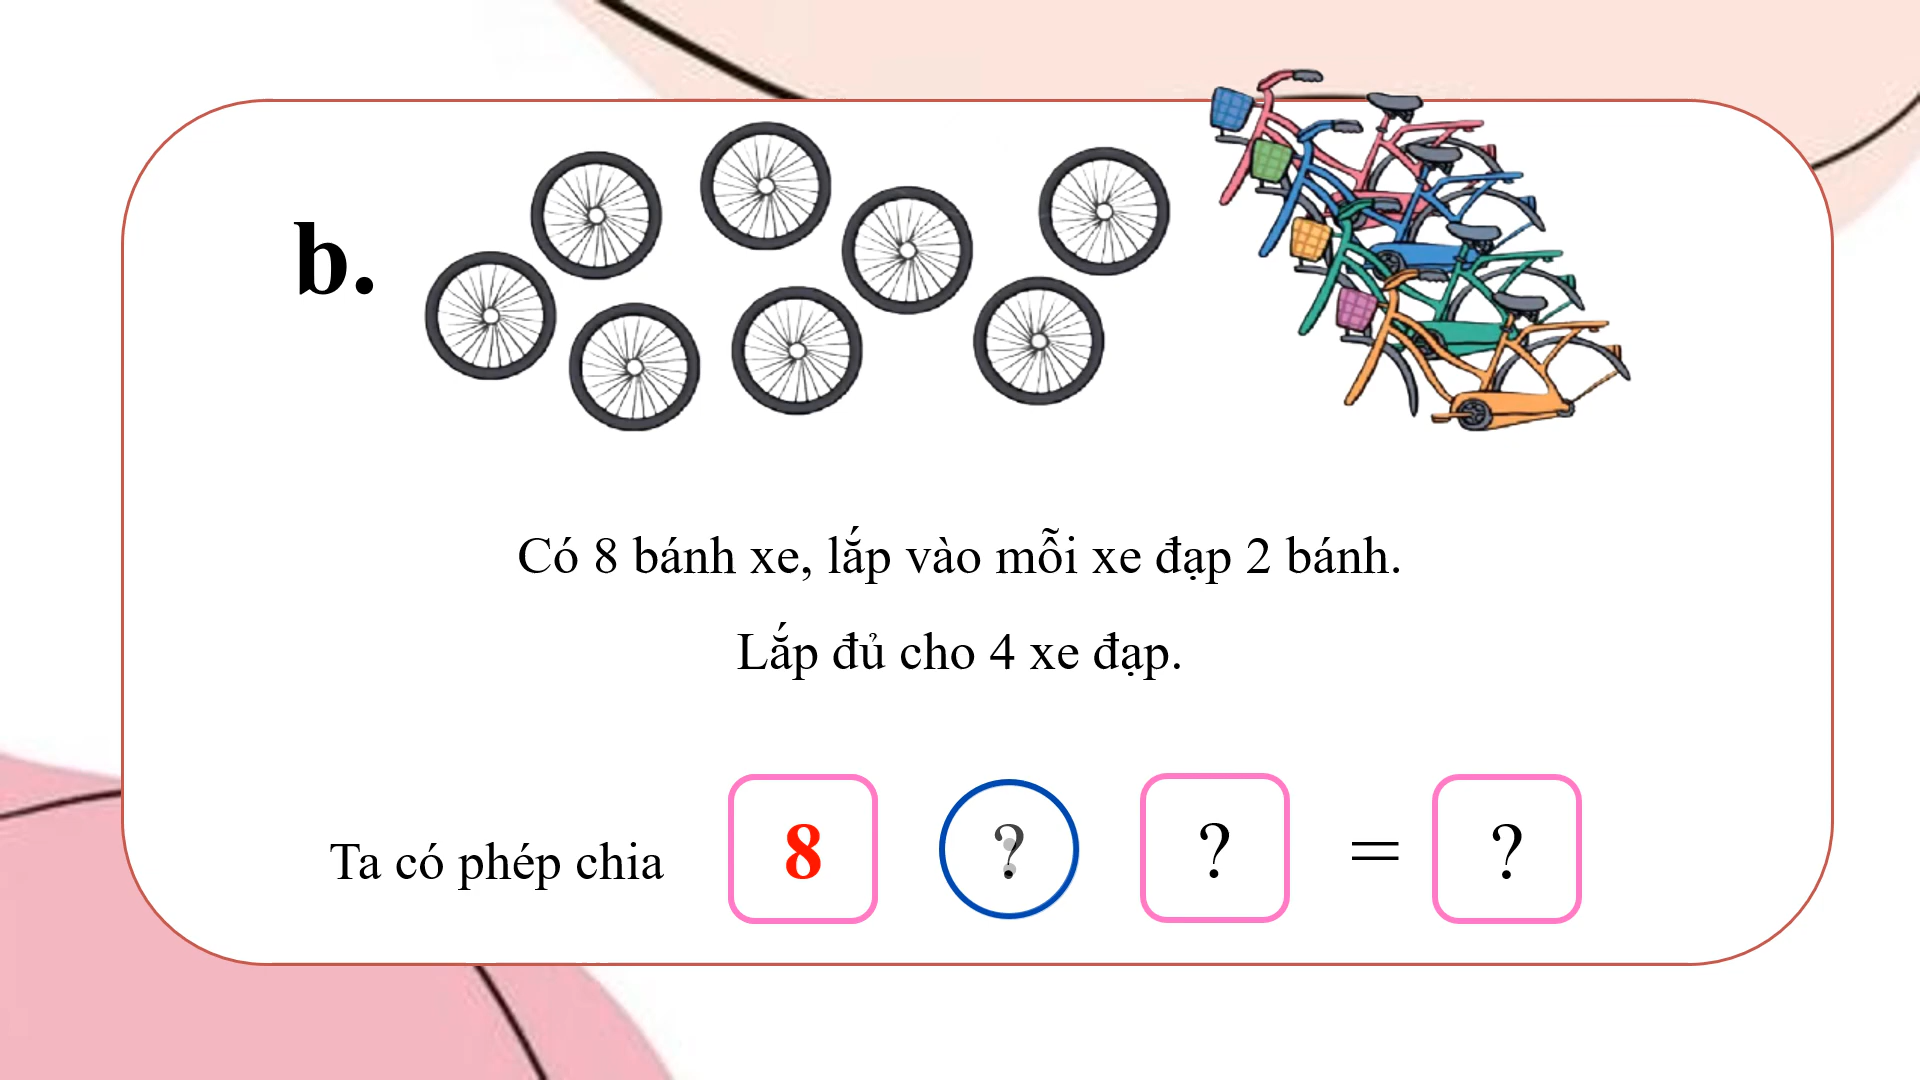 b.
Có 8 bánh xe, lắp vào mỗi xe đạp 2 bánh.
Lắp đủ cho 4 xe đạp.
Ta có phép chia 8 ? ? = ?